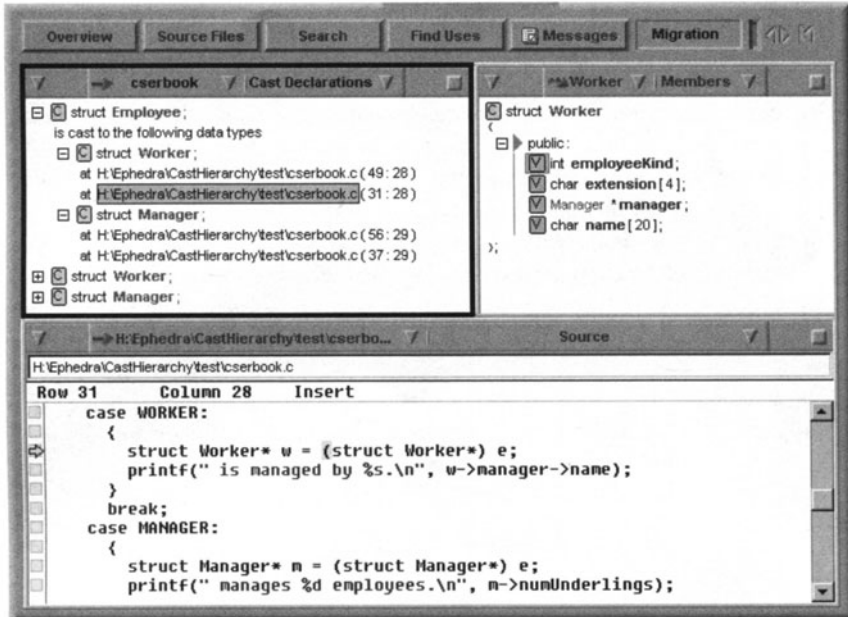 Overview Source Files Search Find Uses Messages Migration
cserbook Cast Declarations
struct Employee;
is cast to the following data types
struct Worker;
at H:\Ephedra\CastHierarchy\test\cserbook.c(49:28)
at H:\Ephedra\CastHierarchy\test\cserbook.c(31:28)
struct Manager;
at H:\Ephedra\CastHierarchy\test\cserbook.c(56:29)
at H:\Ephedra\CastHierarchy\test\cserbook.c(37:29)
struct Worker;
struct Manager;
Worker Members
struct Worker
{
public:
int employeeKind;
char extension[4];
Manager *manager;
char name[20];
};
H:\Ephedra\CastHierarchy\test\cserbo... Source
H:\Ephedra\CastHierarchy\test\cserbook.c
Row 31 Column 28 Insert
case WORKER:
{
struct Worker* w = (struct Worker*) e;
printf(" is managed by %s.\n", w->manager->name);
}
break;
case MANAGER:
{
struct Manager* m = (struct Manager*) e;
printf(" manages %d employees.\n", m->numUnderlings);